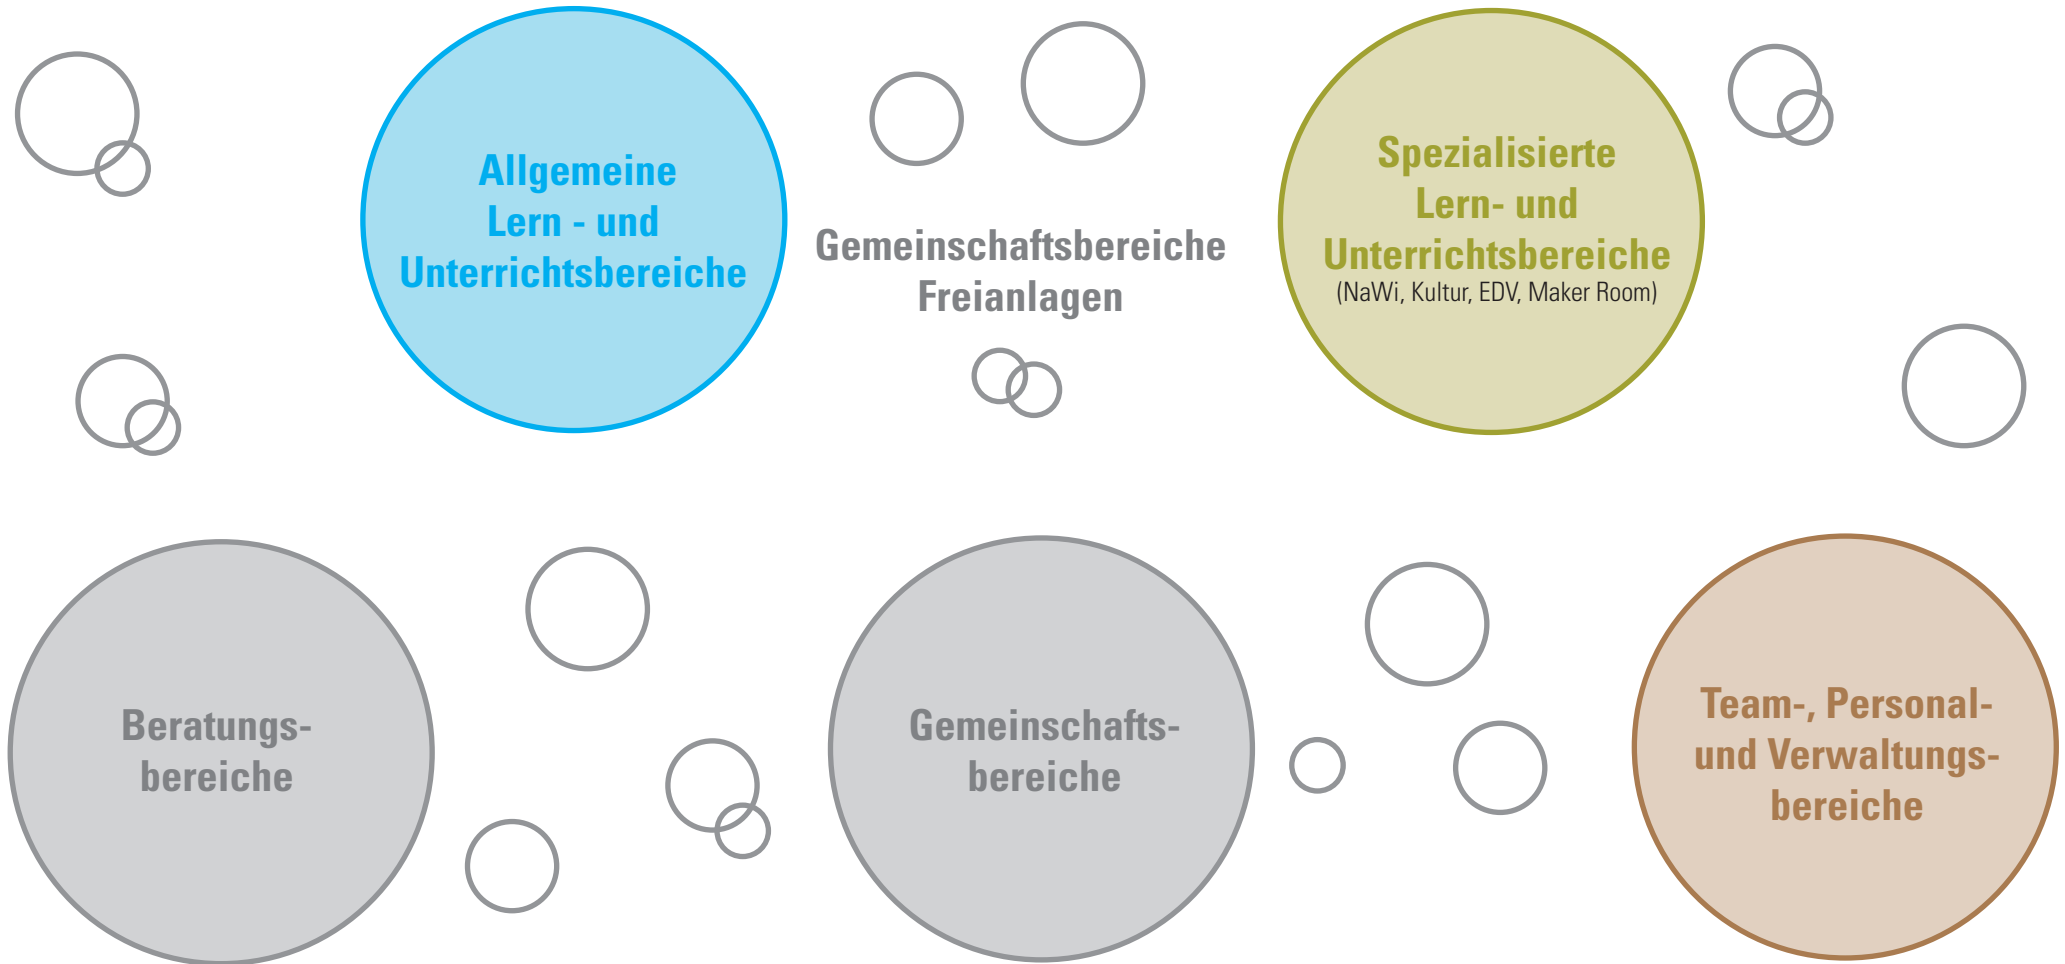 Allgemeine
Lern - und
Unterrichtsbereiche
Gemeinschaftsbereiche
Freianlagen
Spezialisierte
Lern- und
Unterrichtsbereiche
(NaWi, Kultur, EDV, Maker Room)
Beratungs-
bereiche
Gemeinschafts-
bereiche
Team-, Personal-
und Verwaltungs-
bereiche